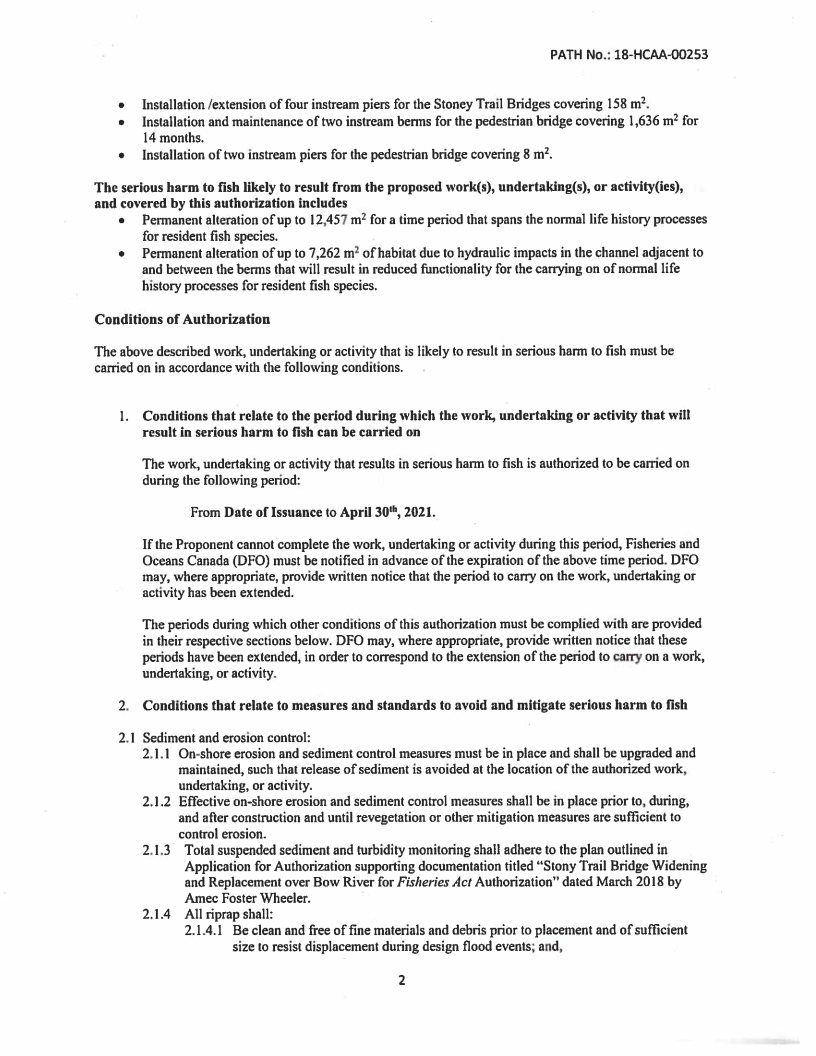 PATH No.: 18-HCAA-00253
• Installation /extension of four instream piers for the Stoney Trail Bridges covering 158 m².
• Installation and maintenance of two instream berms for the pedestrian bridge covering 1,636 m² for
14 months.
• Installation of two instream piers for the pedestrian bridge covering 8 m².
The serious harm to fish likely to result from the proposed work(s), undertaking(s), or activity(ies),
and covered by this authorization includes
• Permanent alteration of up to 12,457 m² for a time period that spans the normal life history processes
for resident fish species.
• Permanent alteration of up to 7,262 m² of habitat due to hydraulic impacts in the channel adjacent to
and between the berms that will result in reduced functionality for the carrying on of normal life
history processes for resident fish species.
Conditions of Authorization
The above described work, undertaking or activity that is likely to result in serious harm to fish must be
carried on in accordance with the following conditions.
1. Conditions that relate to the period during which the work, undertaking or activity that will
result in serious harm to fish can be carried on
The work, undertaking or activity that results in serious harm to fish is authorized to be carried on
during the following period:
From Date of Issuance to April 30th, 2021.
If the Proponent cannot complete the work, undertaking or activity during this period, Fisheries and
Oceans Canada (DFO) must be notified in advance of the expiration of the above time period. DFO
may, where appropriate, provide written notice that the period to carry on the work, undertaking or
activity has been extended.
The periods during which other conditions of this authorization must be complied with are provided
in their respective sections below. DFO may, where appropriate, provide written notice that these
periods have been extended, in order to correspond to the extension of the period to carry on a work,
undertaking, or activity.
2. Conditions that relate to measures and standards to avoid and mitigate serious harm to fish
2.1 Sediment and erosion control:
2.1.1 On-shore erosion and sediment control measures must be in place and shall be upgraded and
maintained, such that release of sediment is avoided at the location of the authorized work,
undertaking, or activity.
2.1.2 Effective on-shore erosion and sediment control measures shall be in place prior to, during,
and after construction and until revegetation or other mitigation measures are sufficient to
control erosion.
2.1.3 Total suspended sediment and turbidity monitoring shall adhere to the plan outlined in
Application for Authorization supporting documentation titled “Stony Trail Bridge Widening
and Replacement over Bow River for Fisheries Act Authorization” dated March 2018 by
Amec Foster Wheeler.
2.1.4 All riprap shall:
2.1.4.1 Be clean and free of fine materials and debris prior to placement and of sufficient
size to resist displacement during design flood events; and,
2